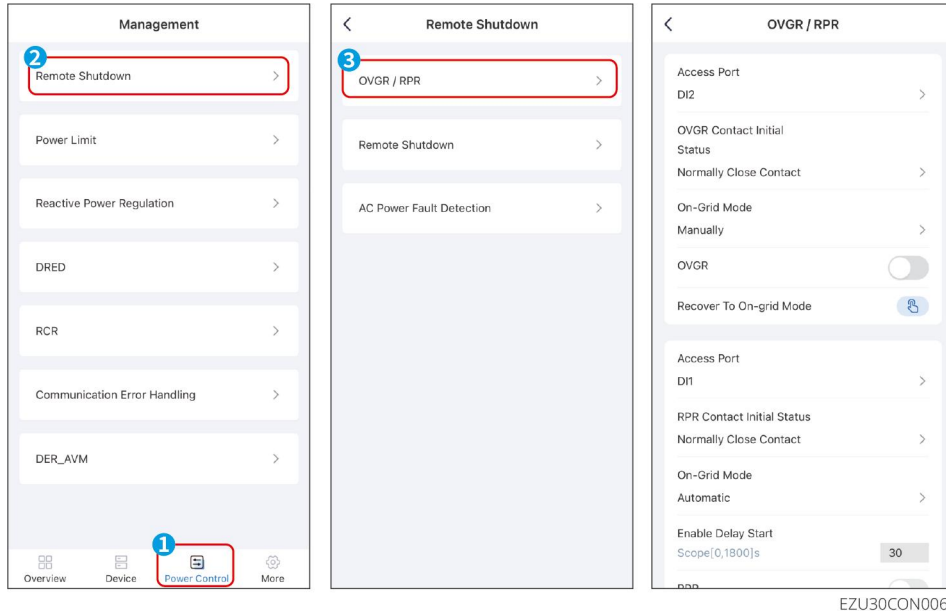 Management
2
Remote Shutdown
Power Limit
Reactive Power Regulation
DRED
RCR
Communication Error Handling
DER_AVM
1
Overview
Device
Power Control
More
Remote Shutdown
3
OVGR / RPR
Remote Shutdown
AC Power Fault Detection
OVGR / RPR
Access Port
DI2
OVGR Contact Initial
Status
Normally Close Contact
On-Grid Mode
Manually
OVGR
Recover To On-grid Mode
Access Port
DI1
RPR Contact Initial Status
Normally Close Contact
On-Grid Mode
Automatic
Enable Delay Start
Scope[0,1800]s
30
RPR
EZU30CON006